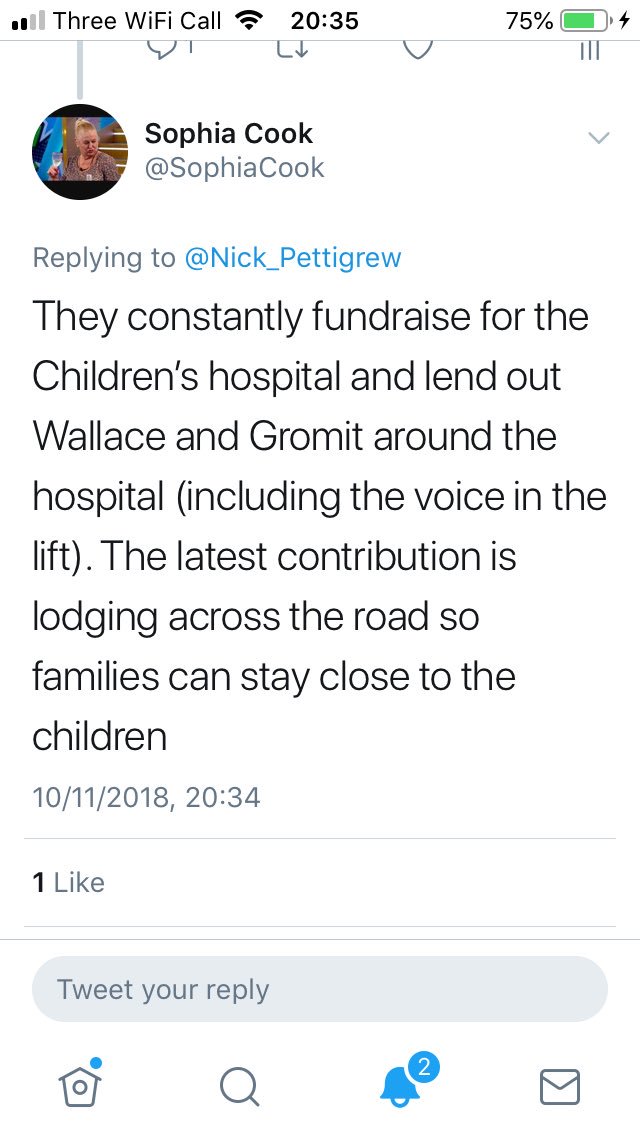 Three WiFi Call 20:35 75%
1
Sophia Cook
@SophiaCook
Replying to @Nick_Pettigrew
They constantly fundraise for the
Children’s hospital and lend out
Wallace and Gromit around the
hospital (including the voice in the
lift). The latest contribution is
lodging across the road so
families can stay close to the
children
10/11/2018, 20:34
1 Like
Tweet your reply
2